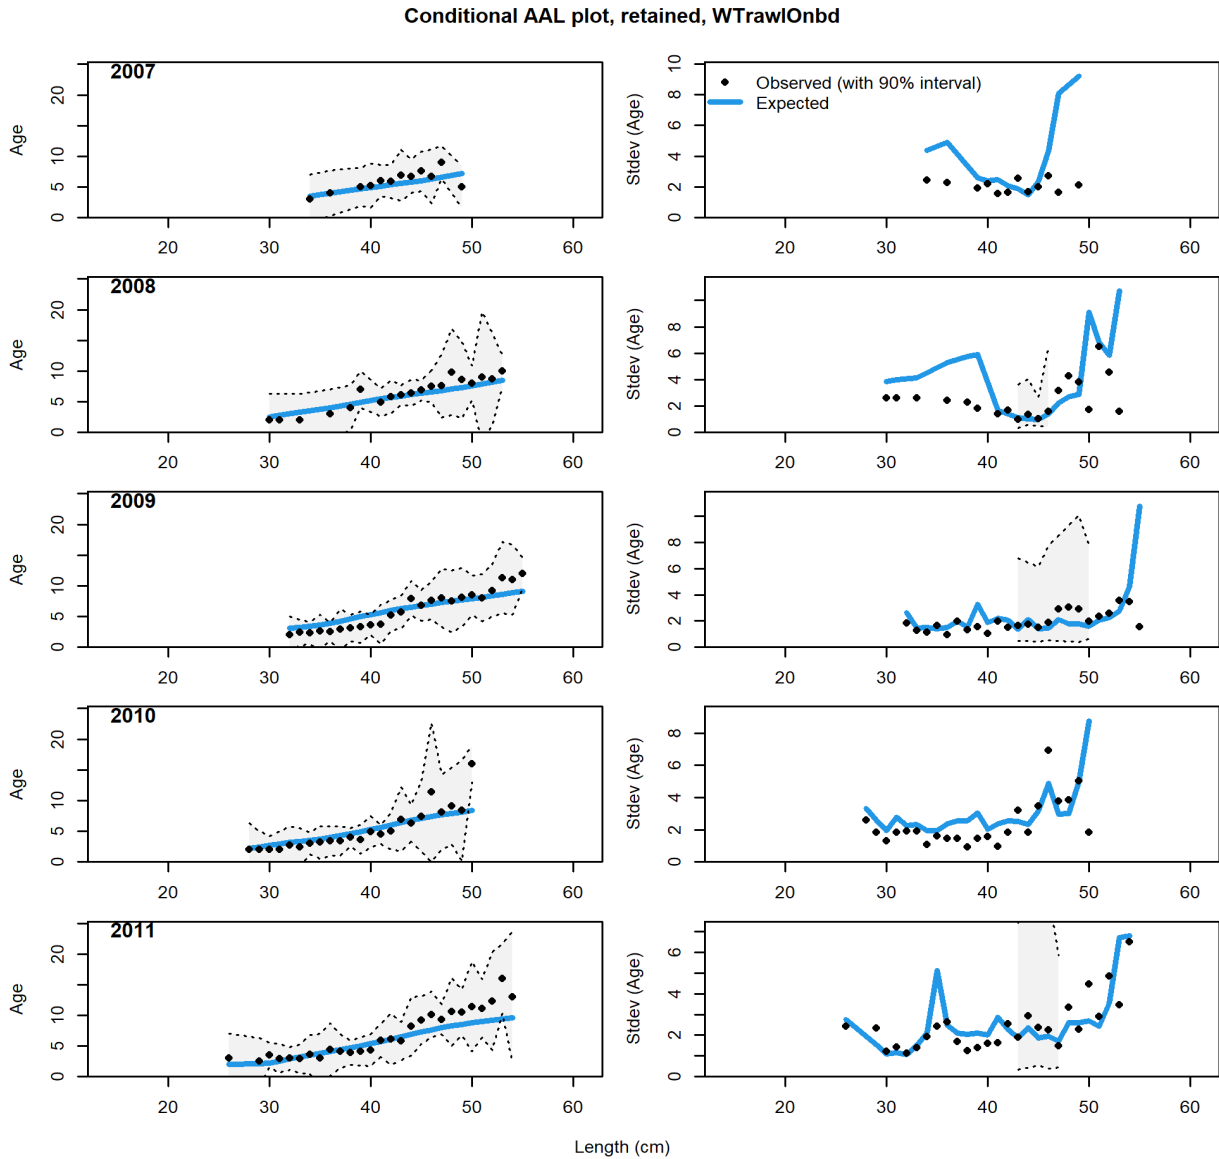 Conditional AAL plot, retained, WTrawlOnbd
2007
Age
0 5 10 20
20 30 40 50 60
Observed (with 90% interval)
Expected
Stdev (Age)
0 2 4 6 8 10
20 30 40 50 60
2008
Age
0 5 10 20
20 30 40 50 60
Stdev (Age)
0 2 4 6 8
20 30 40 50 60
2009
Age
0 5 10 20
20 30 40 50 60
Stdev (Age)
0 2 4 6 8
20 30 40 50 60
2010
Age
0 5 10 20
20 30 40 50 60
Stdev (Age)
0 2 4 6 8
20 30 40 50 60
2011
Age
0 5 10 20
20 30 40 50 60
Stdev (Age)
0 2 4 6
20 30 40 50 60
Length (cm)